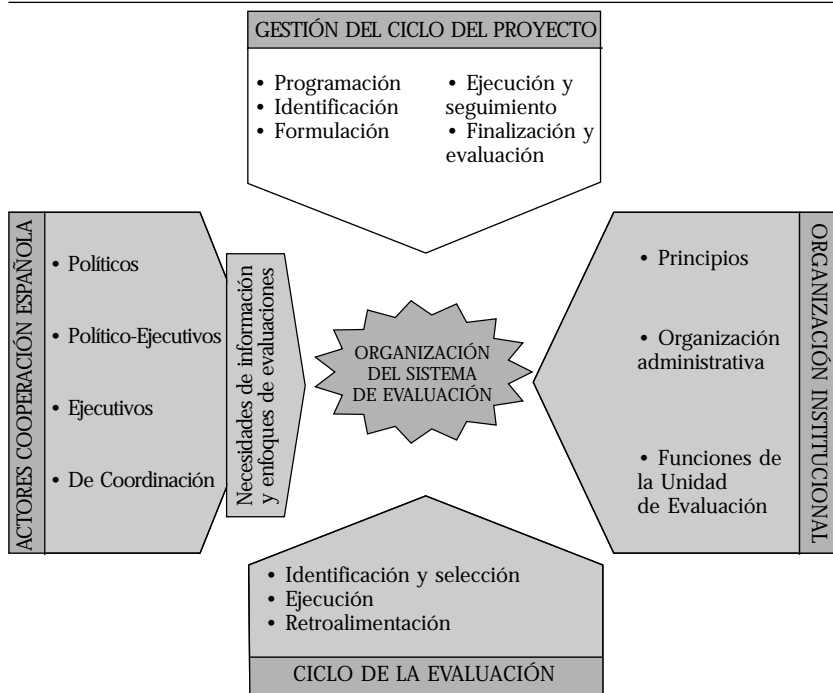 GESTIÓN DEL CICLO DEL PROYECTO
• Programación
• Identificación
• Formulación
• Ejecución y
seguimiento
• Finalización y
evaluación
ACTORES COOPERACIÓN ESPAÑOLA
• Políticos
• Político-Ejecutivos
• Ejecutivos
• De Coordinación
Necesidades de información
y enfoques de evaluaciones
ORGANIZACIÓN
DEL SISTEMA
DE EVALUACIÓN
• Principios
• Organización
administrativa
• Funciones de
la Unidad
de Evaluación
ORGANIZACIÓN INSTITUCIONAL
• Identificación y selección
• Ejecución
• Retroalimentación
CICLO DE LA EVALUACIÓN